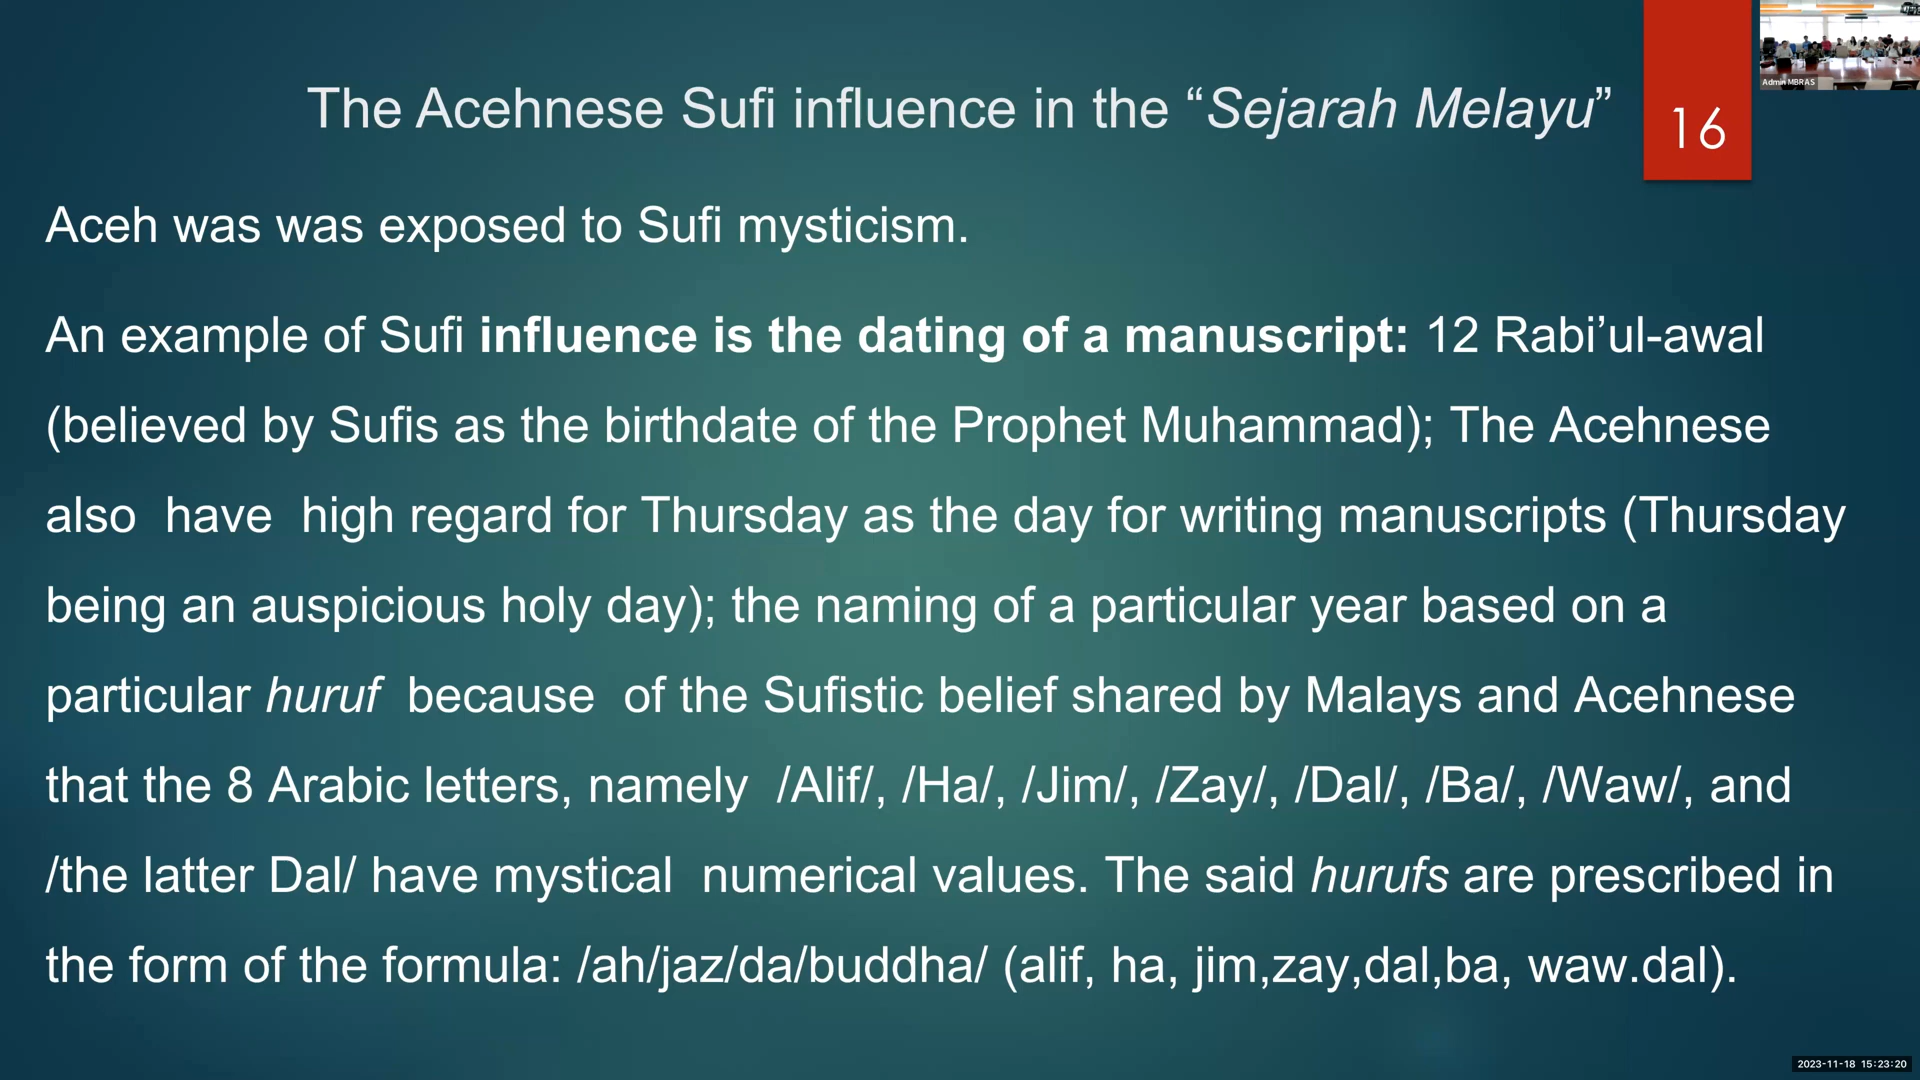 The Acehnese Sufi influence in the “Sejarah Melayu”
16
Admin MBRAS
Aceh was was exposed to Sufi mysticism.
An example of Sufi influence is the dating of a manuscript: 12 Rabi’ul-awal
(believed by Sufis as the birthdate of the Prophet Muhammad); The Acehnese
also have high regard for Thursday as the day for writing manuscripts (Thursday
being an auspicious holy day); the naming of a particular year based on a
particular huruf because of the Sufistic belief shared by Malays and Acehnese
that the 8 Arabic letters, namely /Alif/, /Ha/, /Jim/, /Zay/, /Dal/, /Ba/, /Waw/, and
/the latter Dal/ have mystical numerical values. The said hurufs are prescribed in
the form of the formula: /ah/jaz/da/buddha/ (alif, ha, jim,zay,dal,ba, waw.dal).
2023-11-18 15:23:20